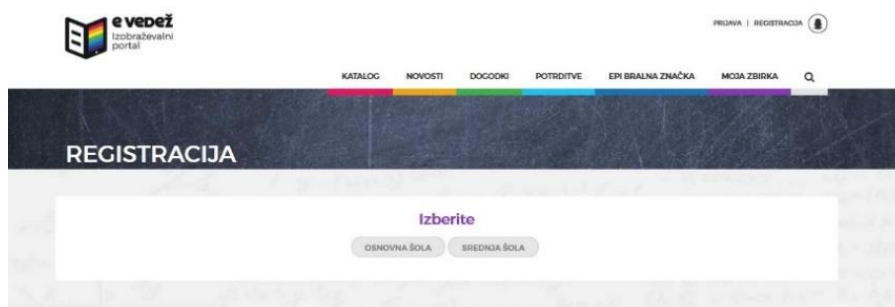 e veDeŽ
Izobraževalni
portal
PRIJAVA | REGISTRACIJA
KATALOG NOVOSTI DOGODKI POTRDITVE EPI BRALNA ZNAČKA MOJA ZBIRKA
REGISTRACIJA
Izberite
OSNOVNA ŠOLA SREDNJA ŠOLA